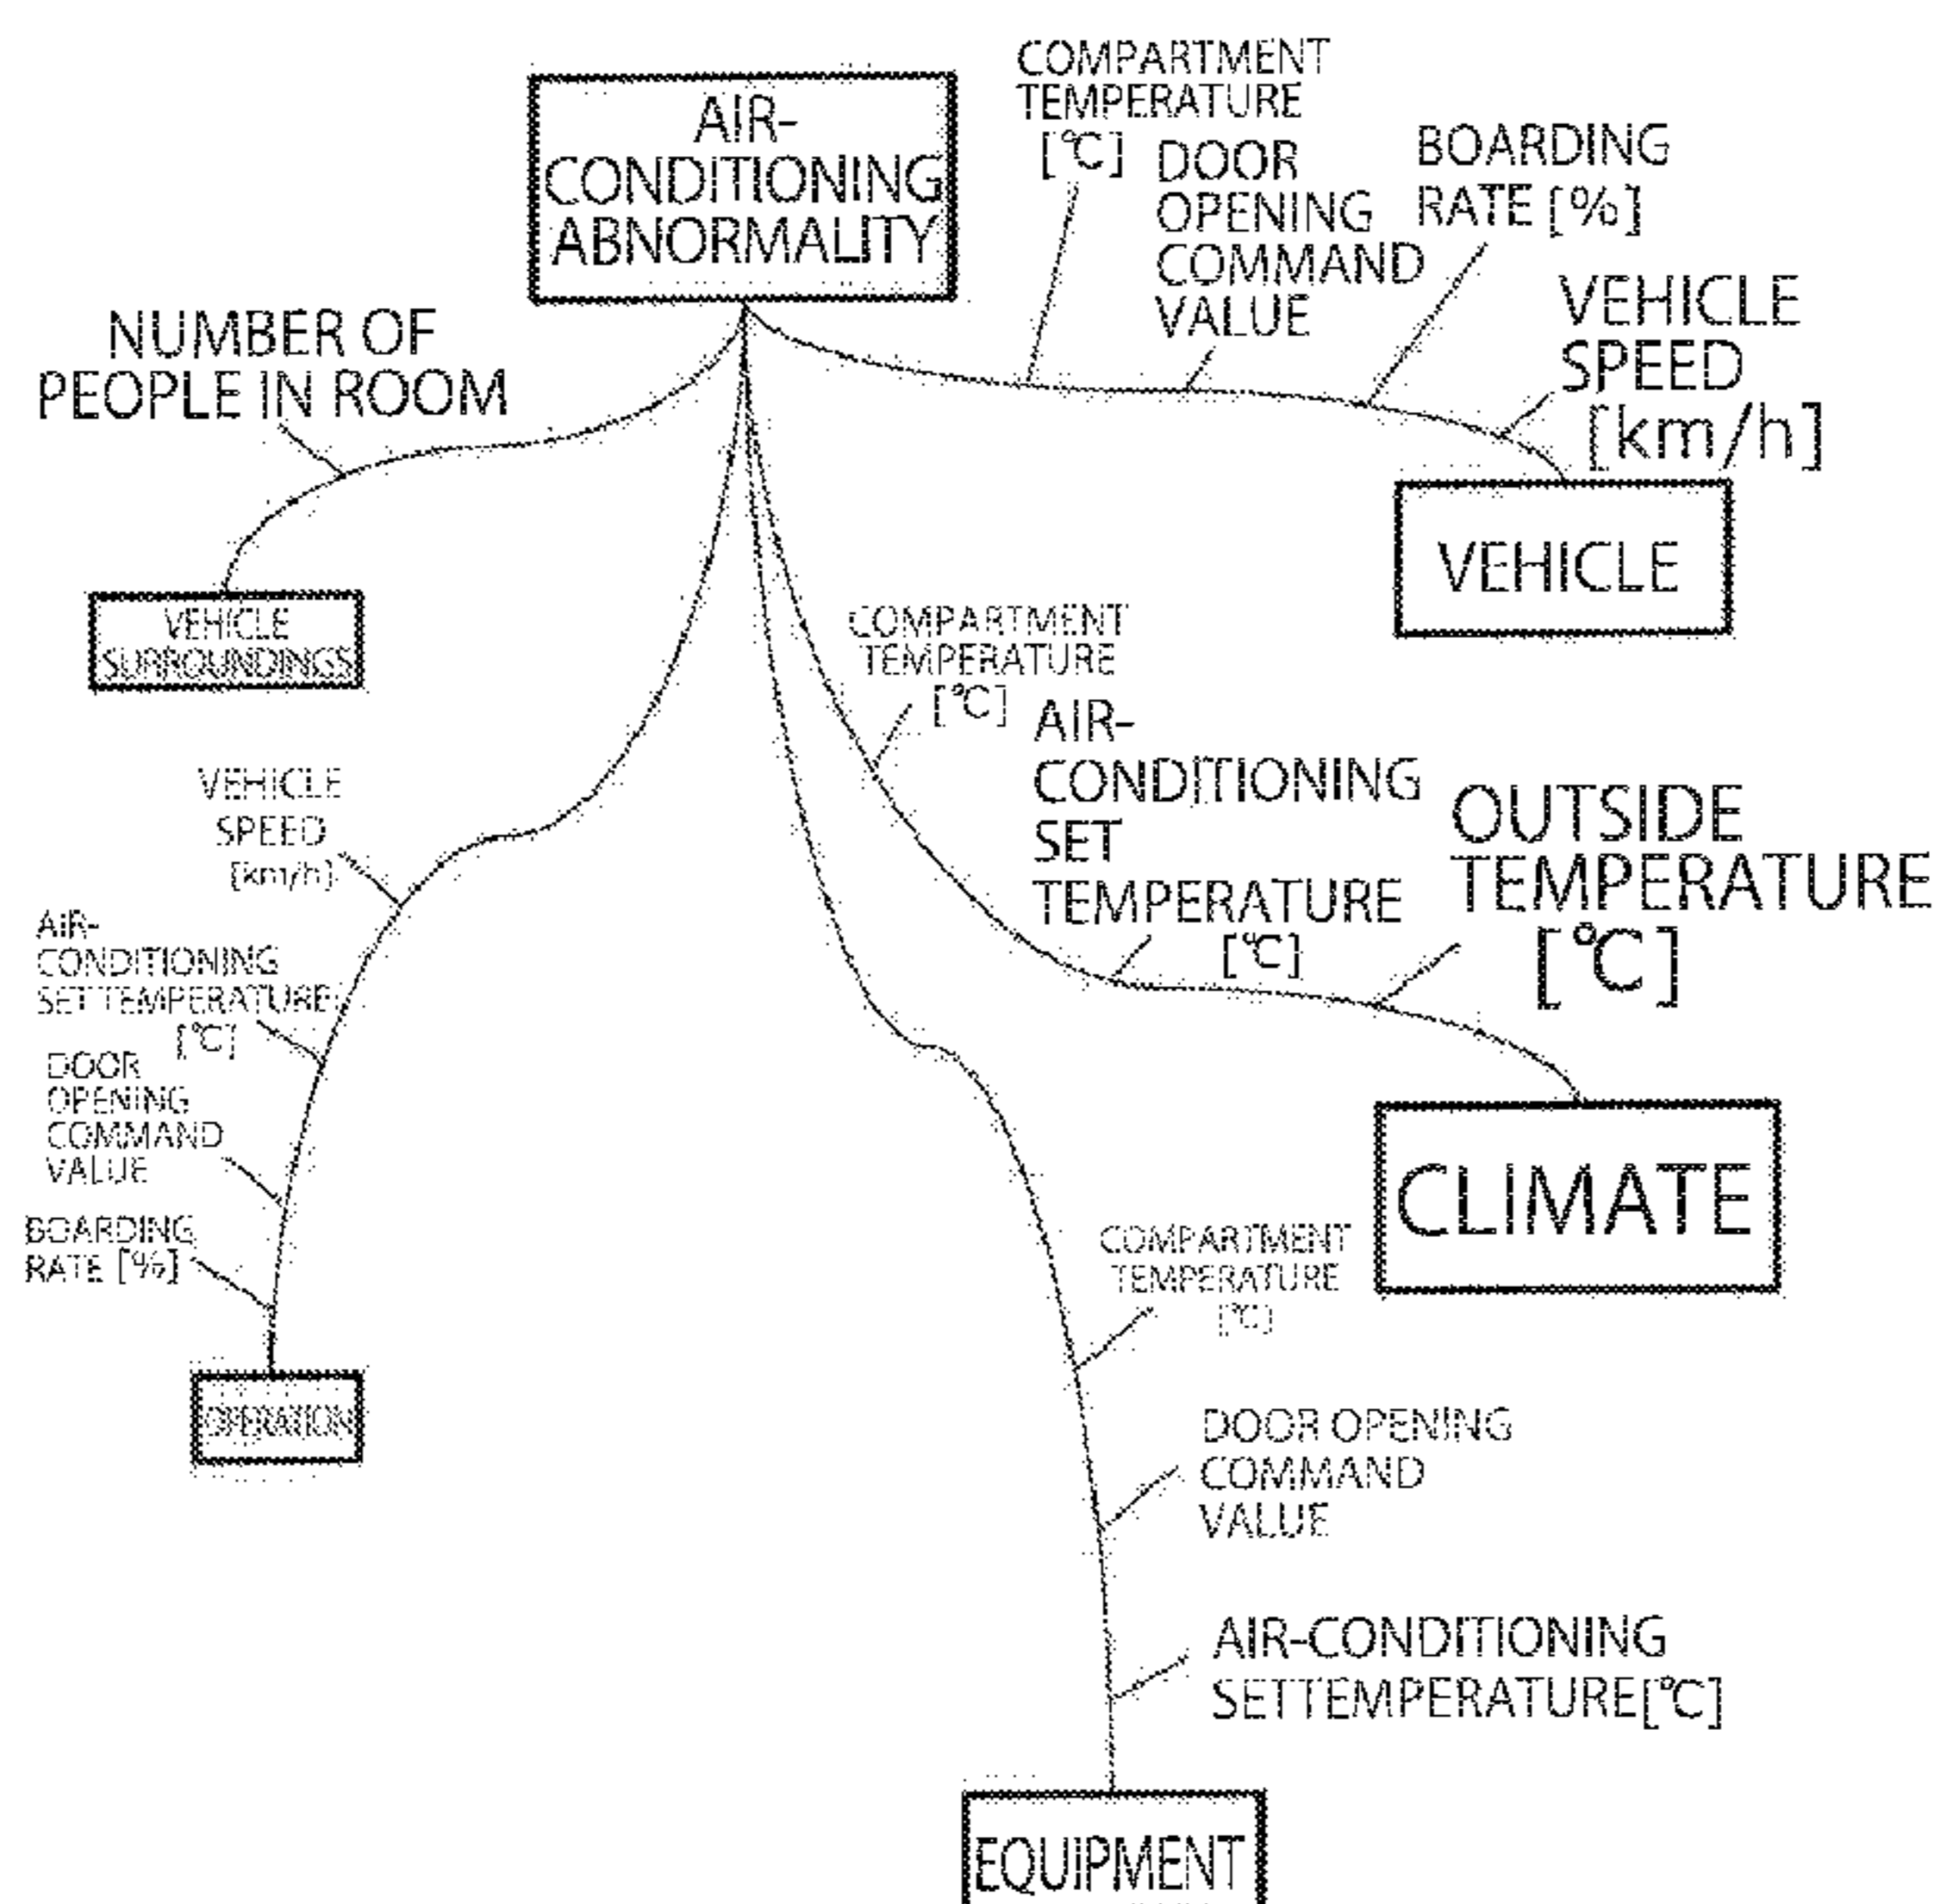 AIR-
CONDITIONING
ABNORMALITY
COMPARTMENT
TEMPERATURE
[℃]
DOOR
OPENING
COMMAND
VALUE
BOARDING
RATE [%]
VEHICLE
SPEED
[km/h]
VEHICLE
NUMBER OF
PEOPLE IN ROOM
VEHICLE
SURROUNDINGS
COMPARTMENT
TEMPERATURE
[℃]
AIR-
CONDITIONING
SET
TEMPERATURE
[℃]
OUTSIDE
TEMPERATURE
[℃]
CLIMATE
VEHICLE
SPEED
[km/h]
AIR-
CONDITIONING
SET TEMPERATURE
[℃]
DOOR
OPENING
COMMAND
VALUE
BOARDING
RATE [%]
OPERATION
COMPARTMENT
TEMPERATURE
[℃]
DOOR OPENING
COMMAND
VALUE
AIR-CONDITIONING
SETTEMPERATURE[℃]
EQUIPMENT